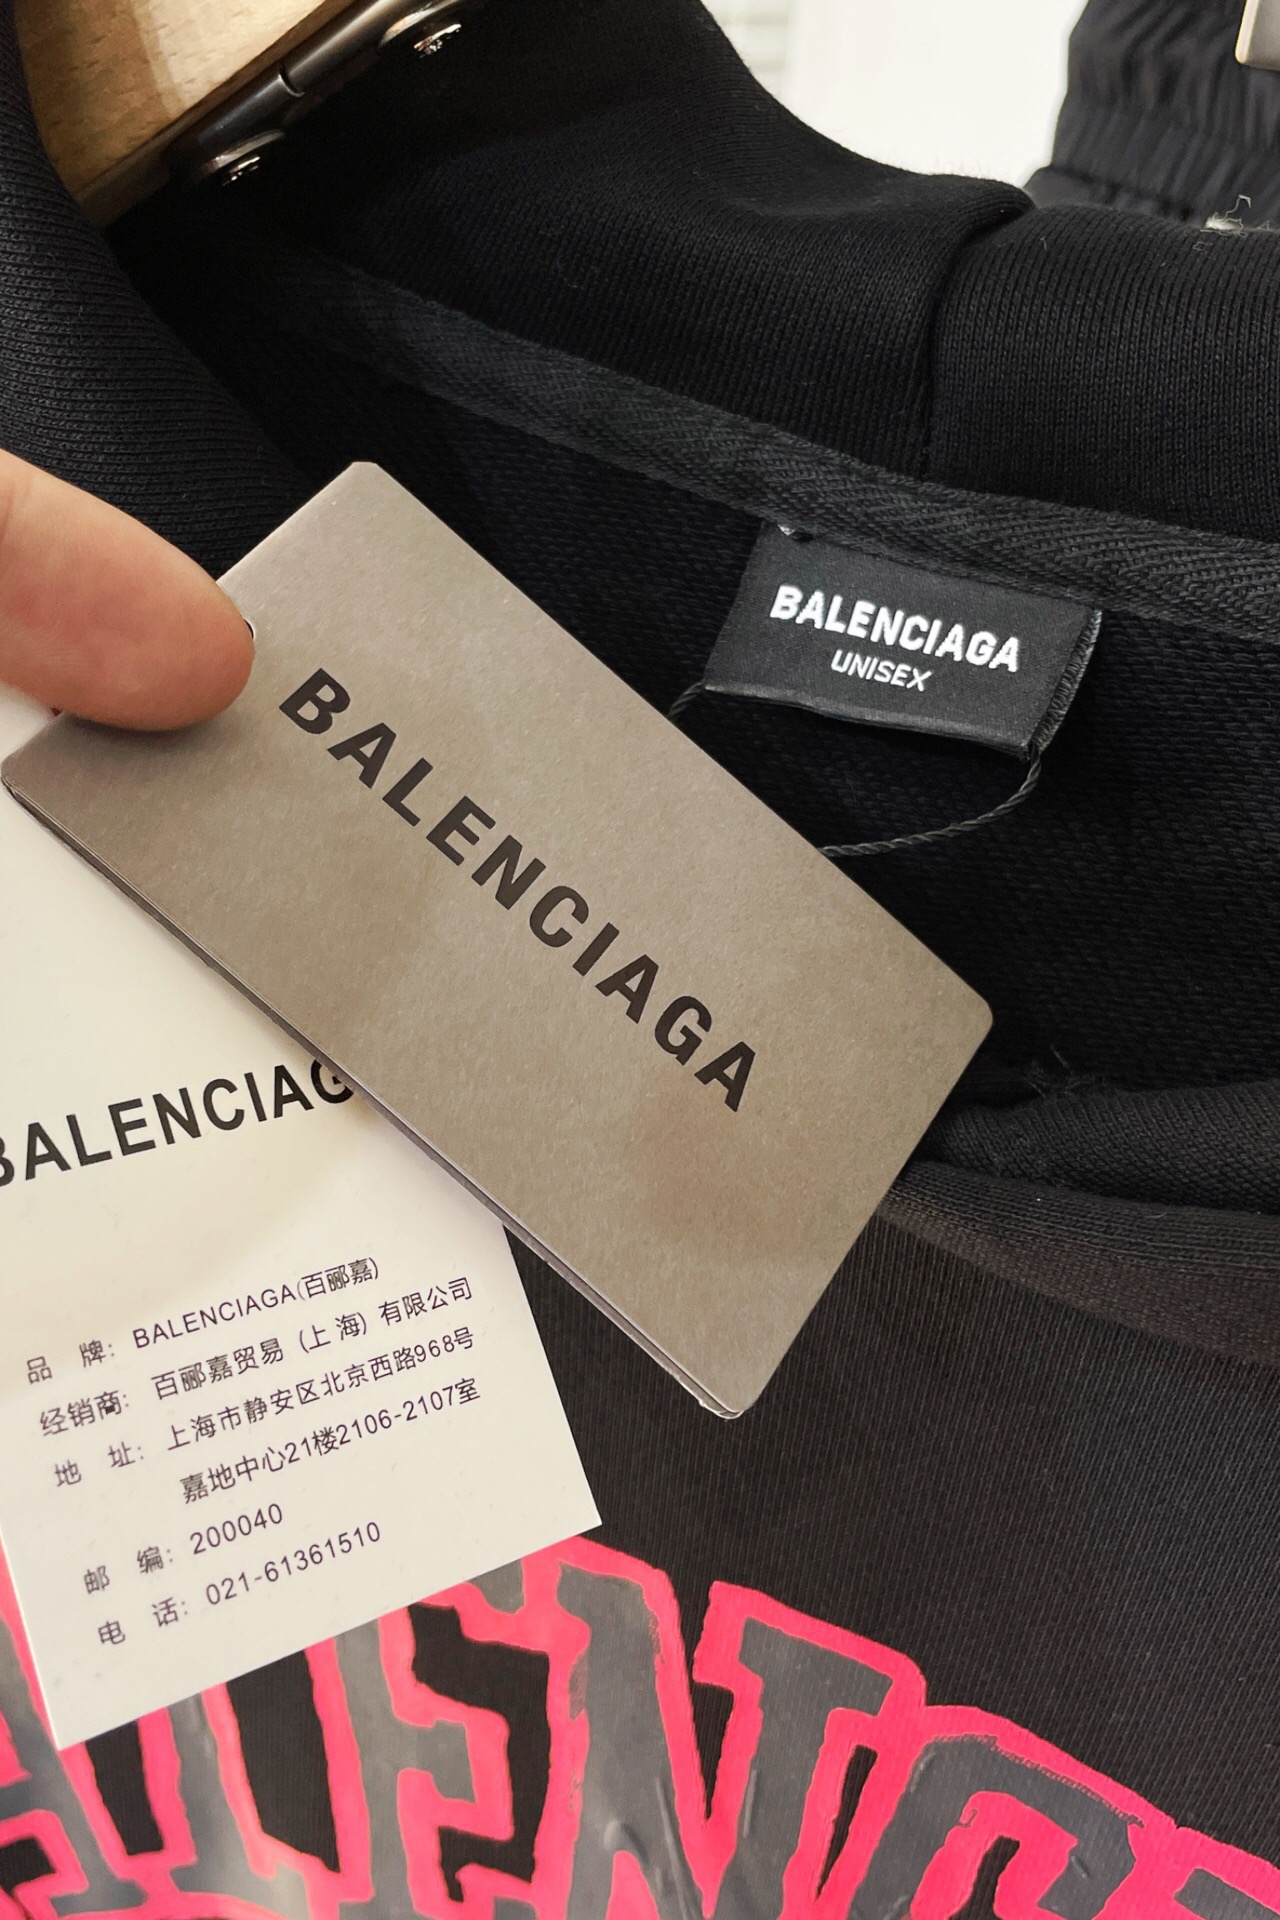 BALENCIAGA
UNISEX
BALENCIAGA
BALENCIAG
品 牌: BALENCIAGA(百郦嘉)
经销商: 百郦嘉贸易 (上 海) 有限公司
地 址: 上海市静安区北京西路968号
嘉地中心21楼2106-2107室
邮 编: 200040
电 话: 021-61361510